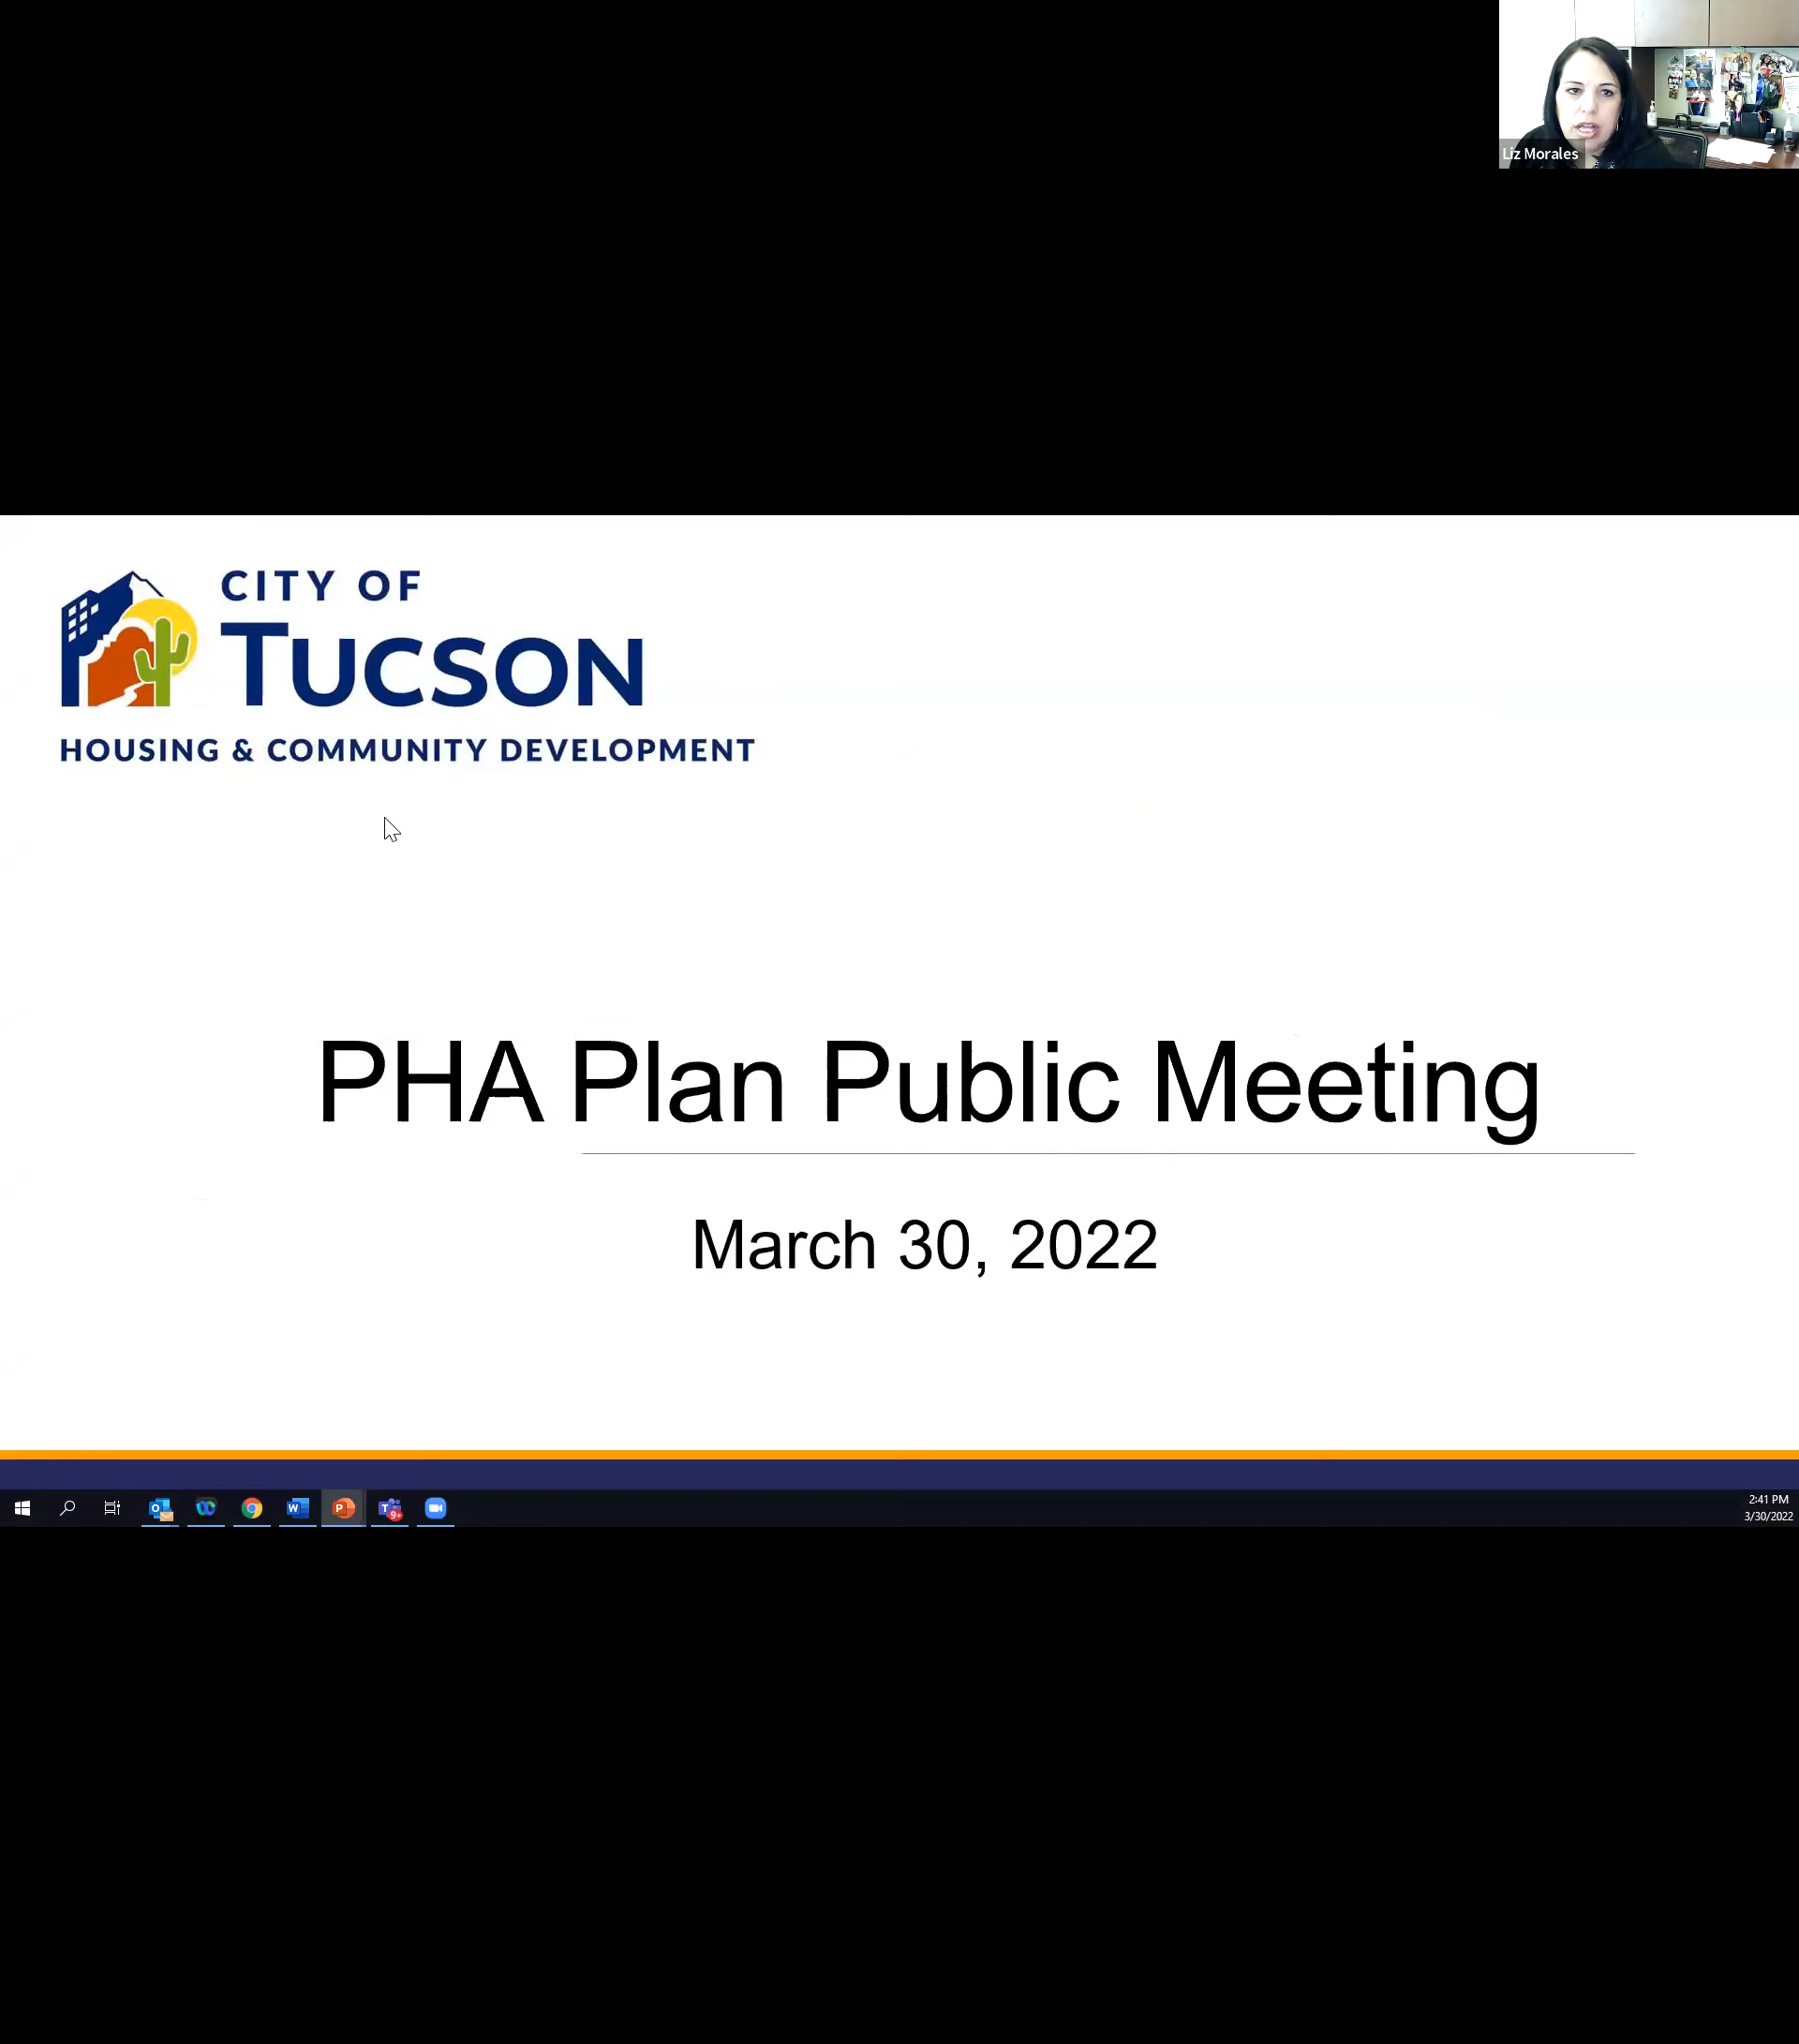 Liz Morales
CITY OF
TUCSON
HOUSING & COMMUNITY DEVELOPMENT
PHA Plan Public Meeting
March 30, 2022
2:41 PM
3/30/2022
9+